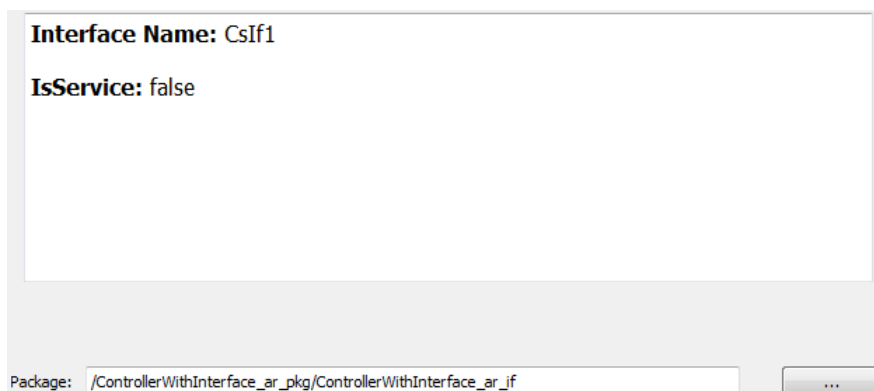 Interface Name: CsIf1
IsService: false
Package: /ControllerWithInterface_ar_pkg/ControllerWithInterface_ar_if ...